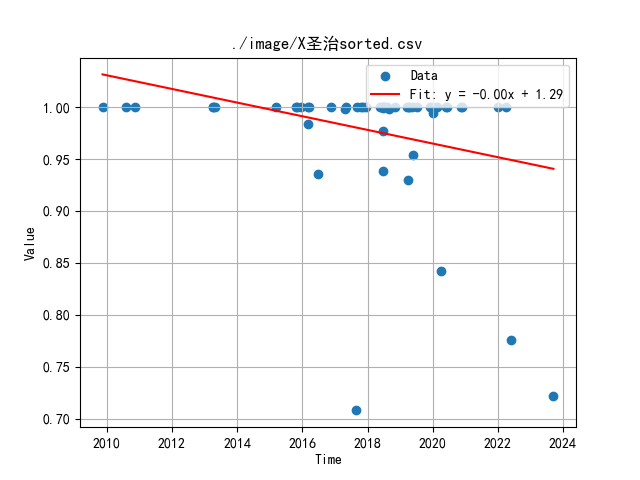 ./image/X圣治sorted.csv
Data
Fit: y = -0.00x + 1.29
1.00
0.95
0.90
0.85
0.80
0.75
0.70
Value
2010 2012 2014 2016 2018 2020 2022 2024
Time